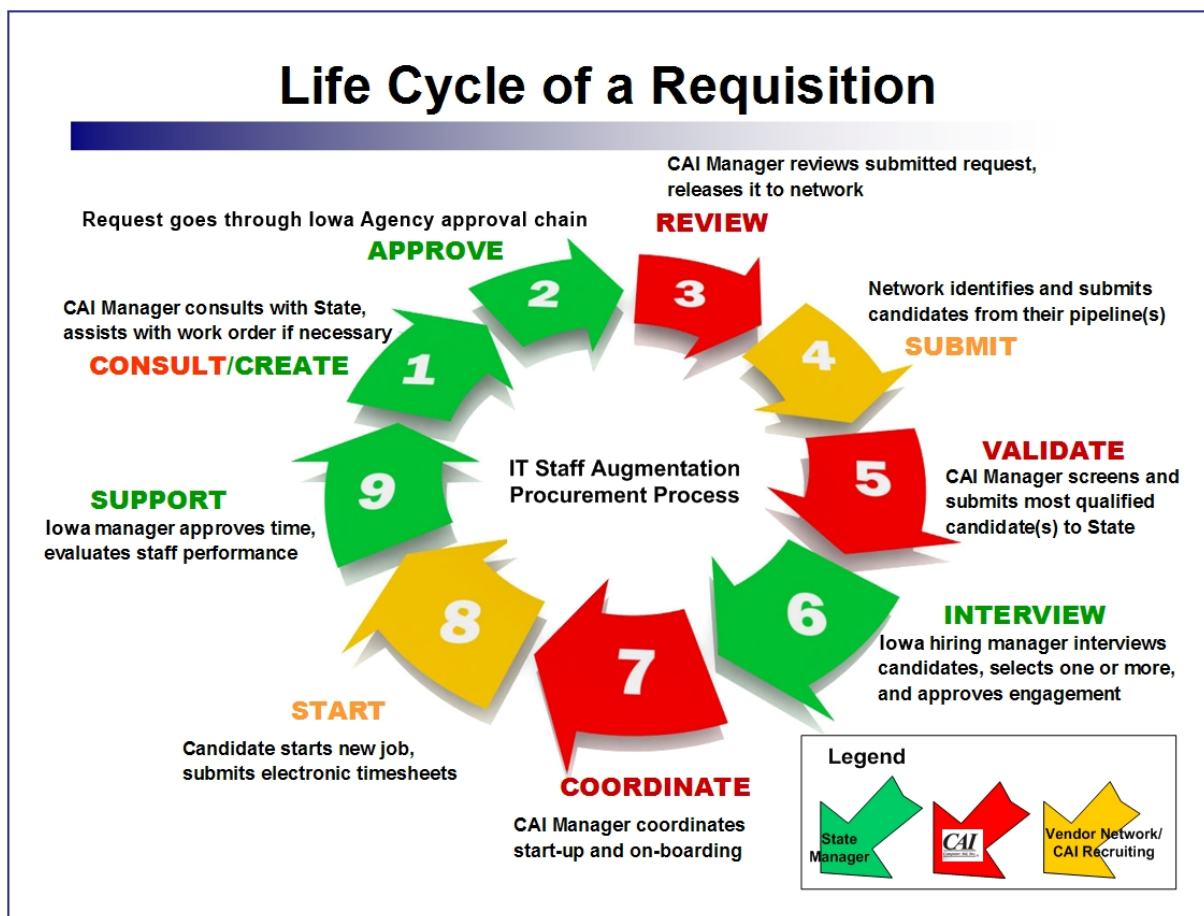 Life Cycle of a Requisition
CAI Manager reviews submitted request,
releases it to network
REVIEW
Request goes through Iowa Agency approval chain
APPROVE
CAI Manager consults with State,
assists with work order if necessary
CONSULT/CREATE
Network identifies and submits
candidates from their pipeline(s)
SUBMIT
1
2
3
4
5
6
7
8
9
IT Staff Augmentation
Procurement Process
VALIDATE
CAI Manager screens and
submits most qualified
candidate(s) to State
SUPPORT
Iowa manager approves time,
evaluates staff performance
INTERVIEW
Iowa hiring manager interviews
candidates, selects one or more,
and approves engagement
START
Candidate starts new job,
submits electronic timesheets
COORDINATE
CAI Manager coordinates
start-up and on-boarding
Legend
State
Manager
CAI
Vendor Network/
CAI Recruiting